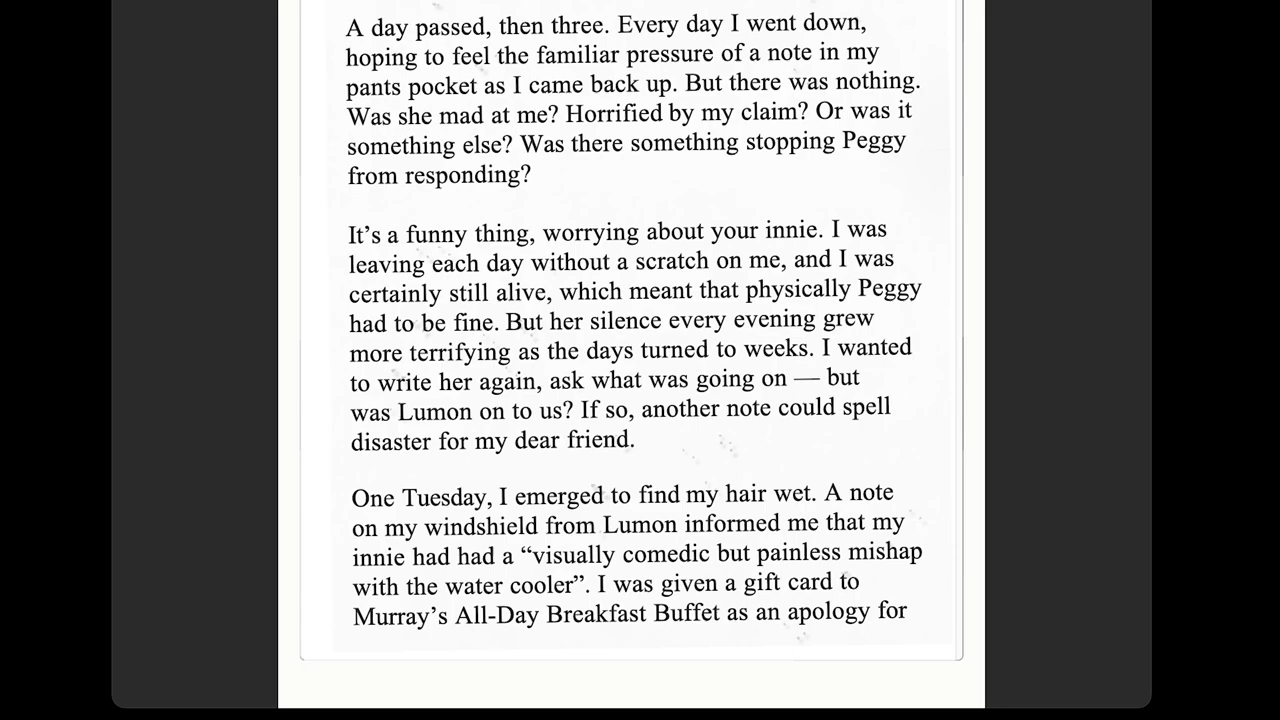 A day passed, then three. Every day I went down,
hoping to feel the familiar pressure of a note in my
pants pocket as I came back up. But there was nothing.
Was she mad at me? Horrified by my claim? Or was it
something else? Was there something stopping Peggy
from responding?
It’s a funny thing, worrying about your innie. I was
leaving each day without a scratch on me, and I was
certainly still alive, which meant that physically Peggy
had to be fine. But her silence every evening grew
more terrifying as the days turned to weeks. I wanted
to write her again, ask what was going on — but
was Lumon on to us? If so, another note could spell
disaster for my dear friend.
One Tuesday, I emerged to find my hair wet. A note
on my windshield from Lumon informed me that my
innie had had a “visually comedic but painless mishap
with the water cooler”. I was given a gift card to
Murray’s All-Day Breakfast Buffet as an apology for